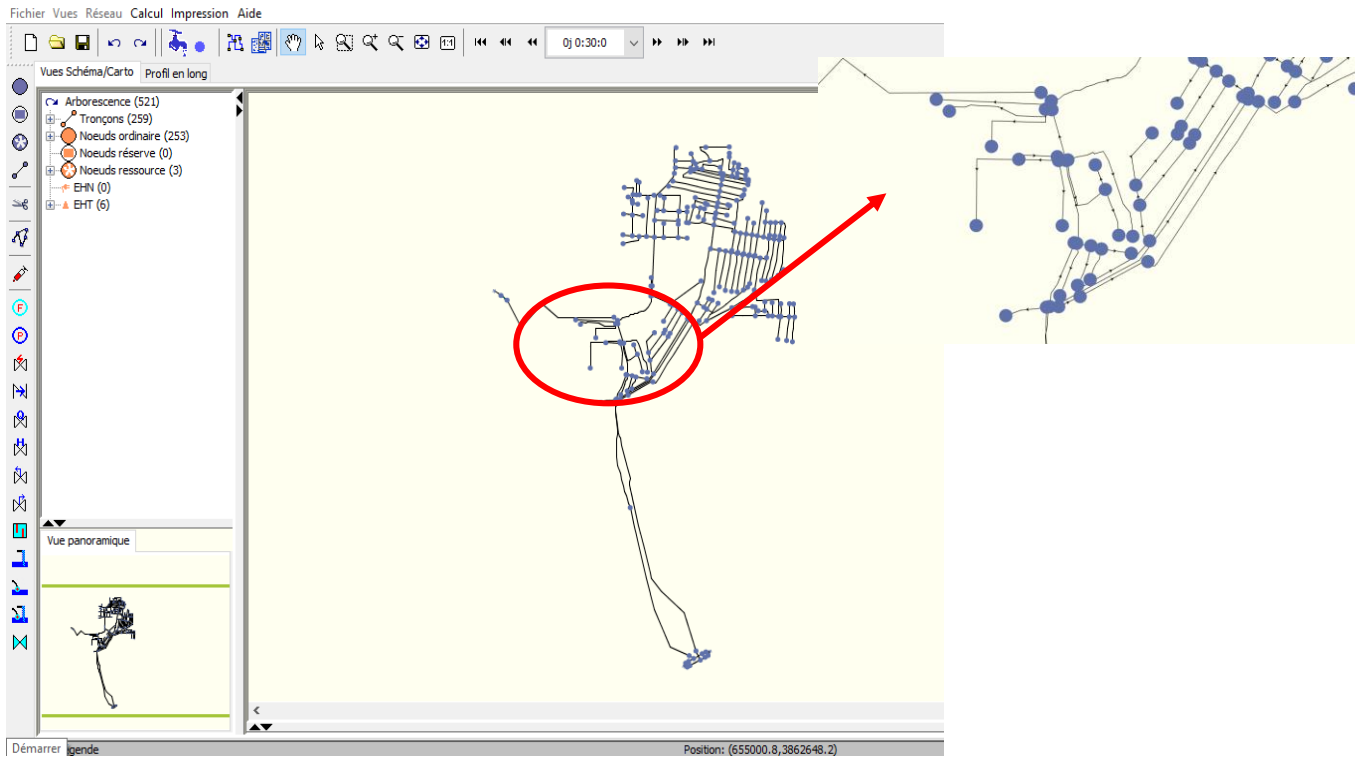 Fichier Vues Réseau Calcul Impression Aide
1:1
0j 0:30:0
Vues Schéma/Carto Profil en long
Arborescence (521)
Tronçons (259)
Noeuds ordinaire (253)
Noeuds réserve (0)
Noeuds ressource (3)
EHN (0)
EHT (6)
F
P
Vue panoramique
Démarrer
Position: (655000.8,3862648.2)